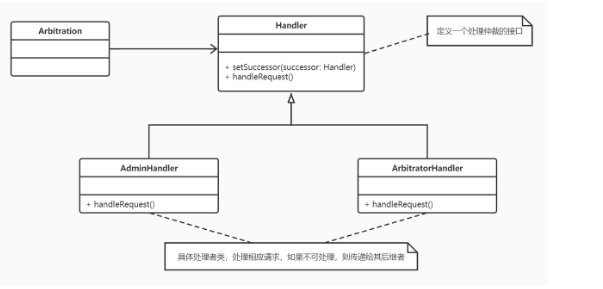 Arbitration
Handler
+ setSuccessor(successor: Handler)
+ handleRequest()
定义一个处理仲裁的接口
AdminHandler
+ handleRequest()
ArbitratorHandler
+ handleRequest()
具体处理者类，处理相应请求，如果不可处理，则传递给其后继者